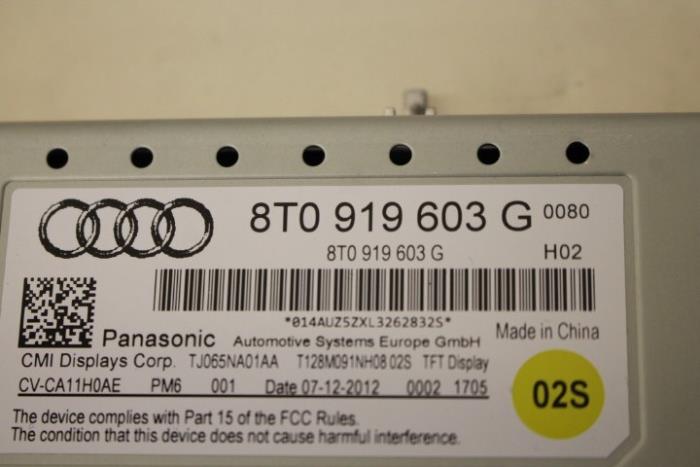 8T0 919 603 G 0080
8T0 919 603 G H02
*014AUZ5ZXL3262832S*
Panasonic Automotive Systems Europe GmbH Made in China
CMI Displays Corp. TJ065NA01AA T128M091NH08 02S TFT Display
CV-CA11H0AE PM6 001 Date 07-12-2012 0002 1705
02S
The device complies with Part 15 of the FCC Rules.
The condition that this device does not cause harmful interference.